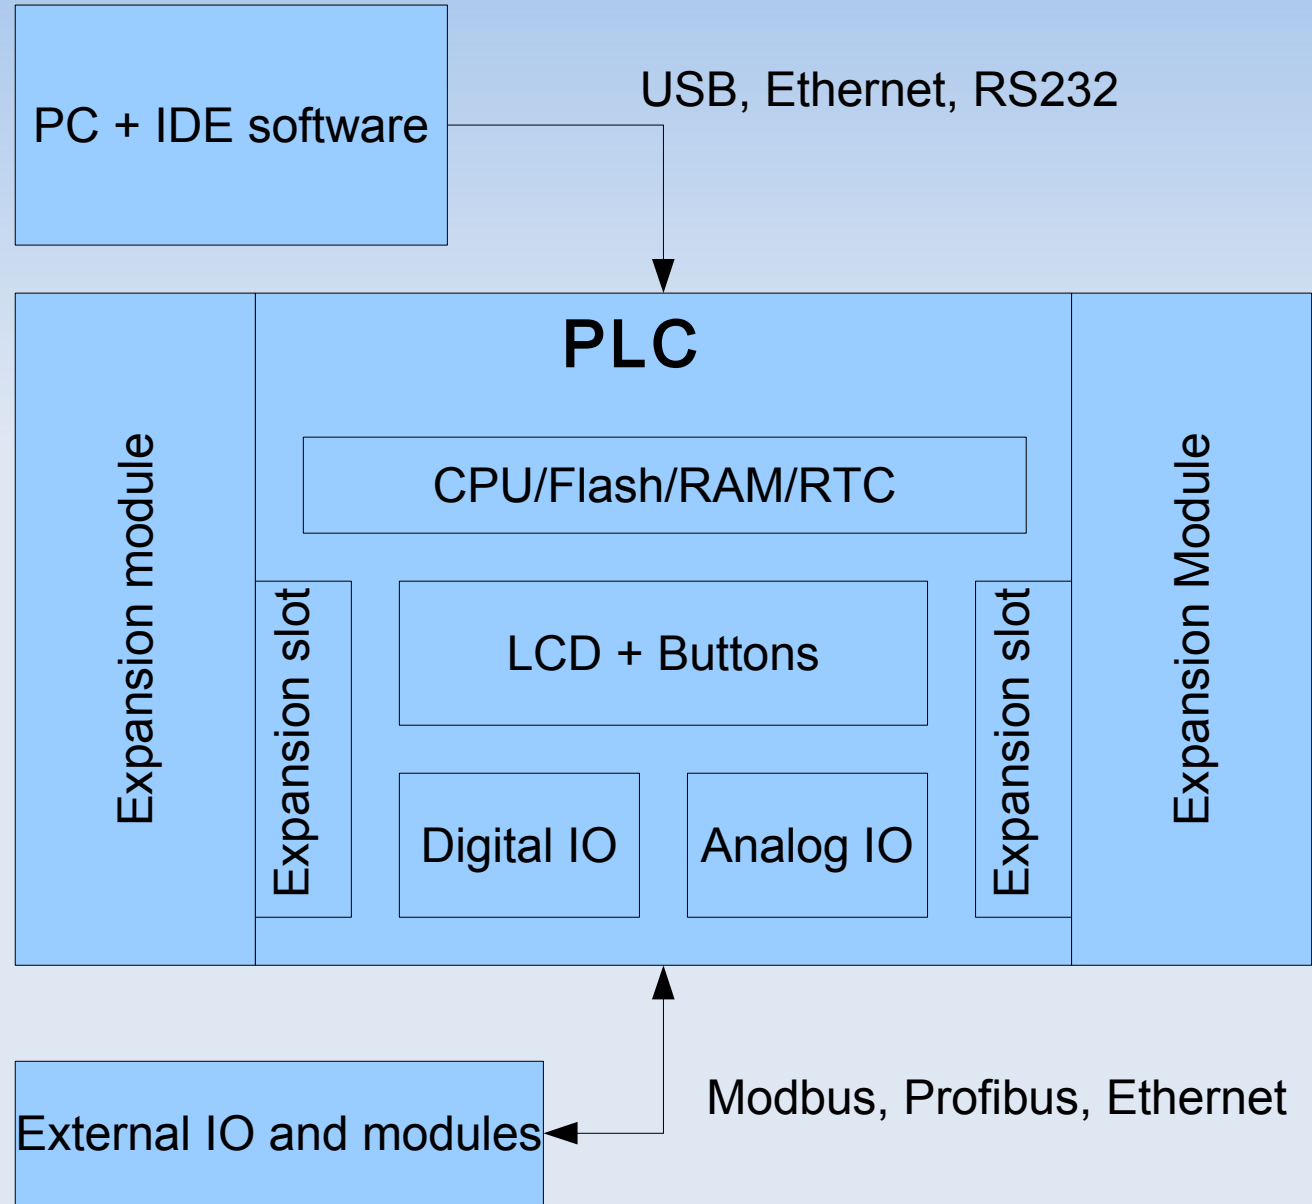 PC + IDE software
USB, Ethernet, RS232
PLC
CPU/Flash/RAM/RTC
Expansion module
Expansion slot
LCD + Buttons
Expansion slot
Expansion Module
Digital IO
Analog IO
External IO and modules
Modbus, Profibus, Ethernet